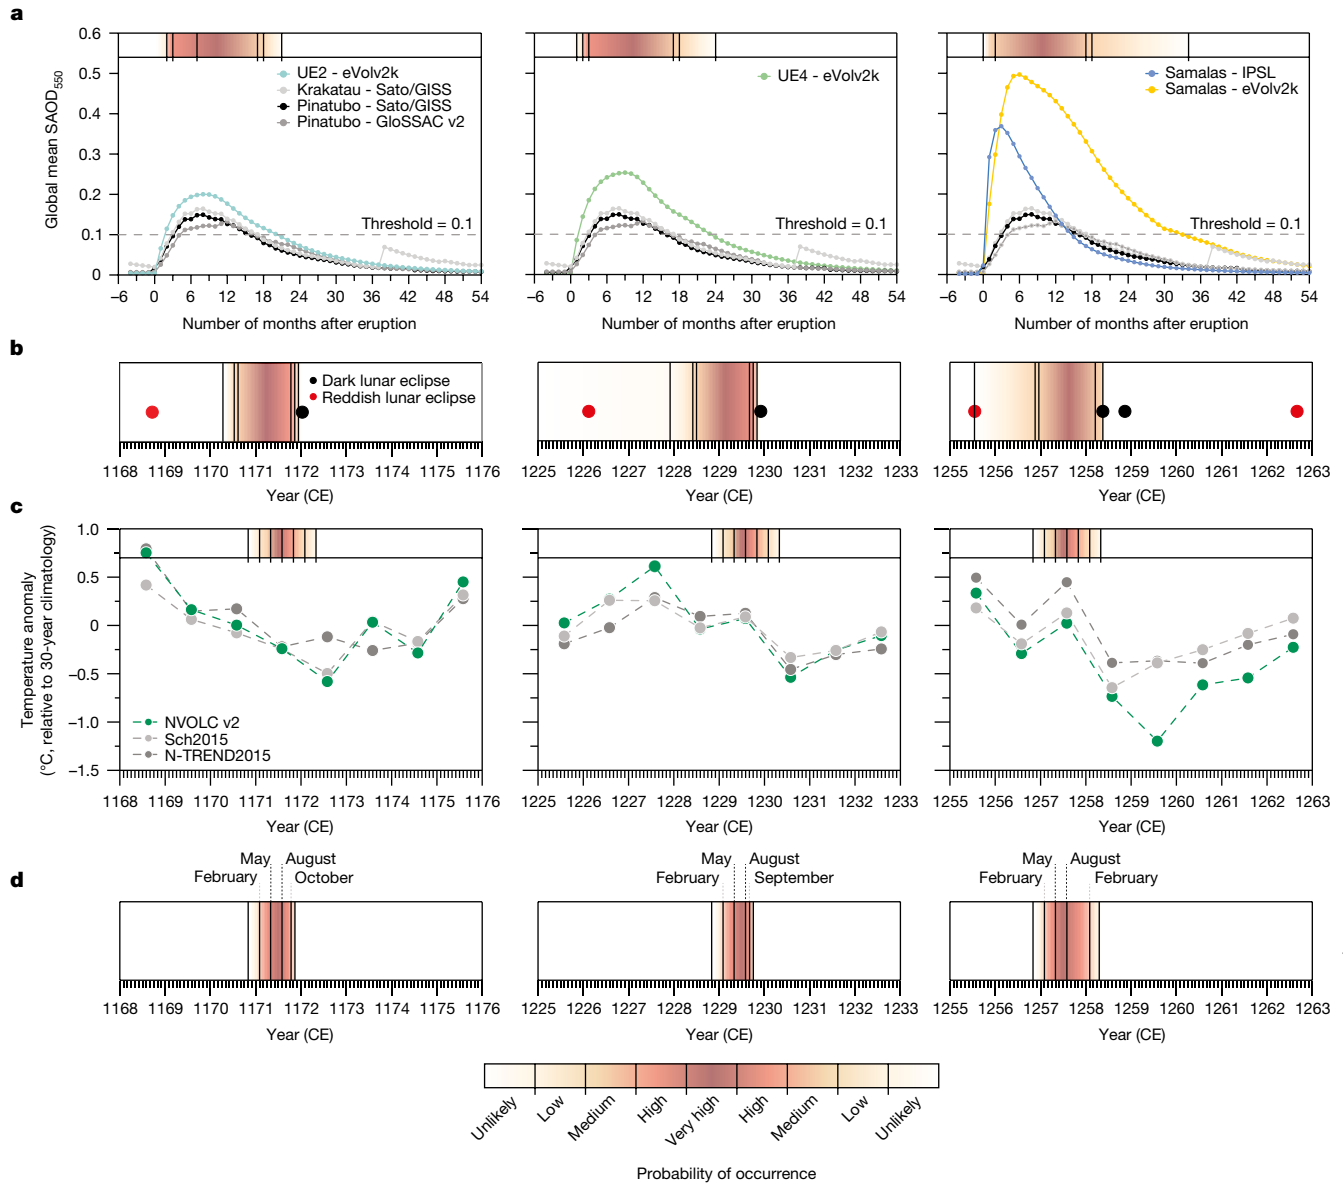 a
Global mean SAOD550
0.6
0.5
0.4
0.3
0.2
0.1
0
UE2 - eVolv2k
Krakatau - Sato/GISS
Pinatubo - Sato/GISS
Pinatubo - GloSSAC v2
Threshold = 0.1
−6 0 6 12 18 24 30 36 42 48 54
Number of months after eruption
UE4 - eVolv2k
Threshold = 0.1
−6 0 6 12 18 24 30 36 42 48 54
Number of months after eruption
Samalas - IPSL
Samalas - eVolv2k
Threshold = 0.1
−6 0 6 12 18 24 30 36 42 48 54
Number of months after eruption
b
Dark lunar eclipse
Reddish lunar eclipse
1168 1169 1170 1171 1172 1173 1174 1175 1176
Year (CE)
1225 1226 1227 1228 1229 1230 1231 1232 1233
Year (CE)
1255 1256 1257 1258 1259 1260 1261 1262 1263
Year (CE)
c
Temperature anomaly
(°C, relative to 30-year climatology)
1.0
0.5
0
−0.5
−1.0
−1.5
NVOLC v2
Sch2015
N-TREND2015
1168 1169 1170 1171 1172 1173 1174 1175 1176
Year (CE)
1225 1226 1227 1228 1229 1230 1231 1232 1233
Year (CE)
1255 1256 1257 1258 1259 1260 1261 1262 1263
Year (CE)
d
May August
February October
1168 1169 1170 1171 1172 1173 1174 1175 1176
Year (CE)
May August
February September
1225 1226 1227 1228 1229 1230 1231 1232 1233
Year (CE)
May August
February February
1255 1256 1257 1258 1259 1260 1261 1262 1263
Year (CE)
Unlikely
Low
Medium
High
Very high
High
Medium
Low
Unlikely
Probability of occurrence